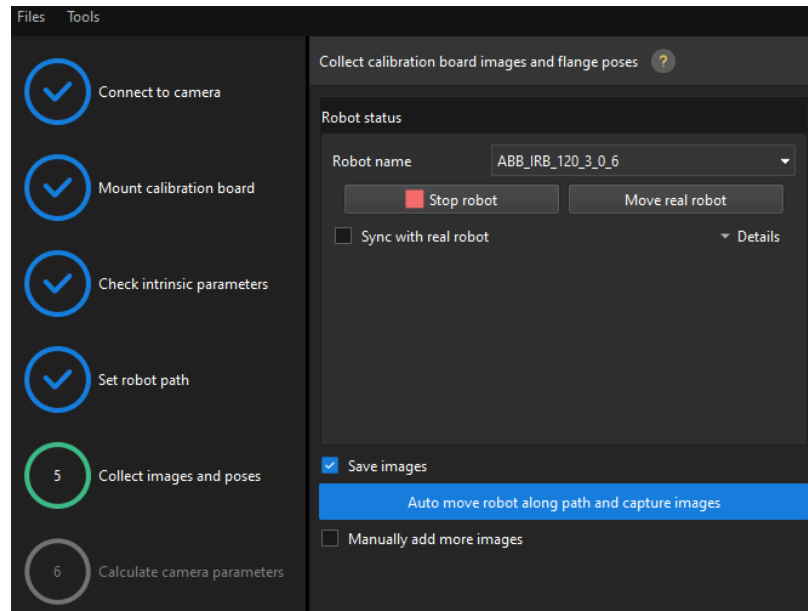 Files Tools
Connect to camera
Mount calibration board
Check intrinsic parameters
Set robot path
5 Collect images and poses
6 Calculate camera parameters
Collect calibration board images and flange poses ?
Robot status
Robot name ABB_IRB_120_3_0_6
Stop robot Move real robot
Sync with real robot Details
Save images
Auto move robot along path and capture images
Manually add more images